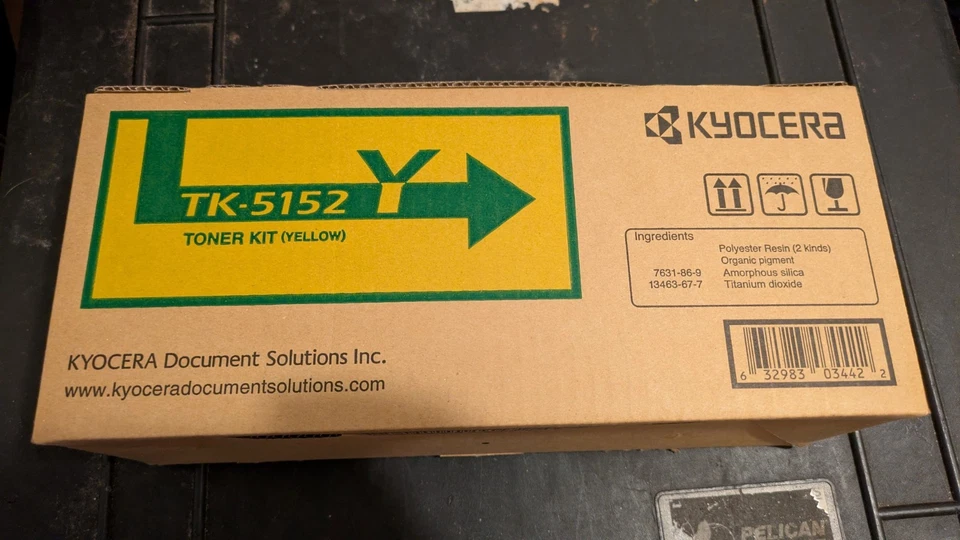 KYOCERA
TK-5152 Y
TONER KIT (YELLOW)
Ingredients
Polyester Resin (2 kinds)
Organic pigment
7631-86-9 Amorphous silica
13463-67-7 Titanium dioxide
KYOCERA Document Solutions Inc.
www.kyoceradocumentsolutions.com
6 32983 03442 2
PELICAN